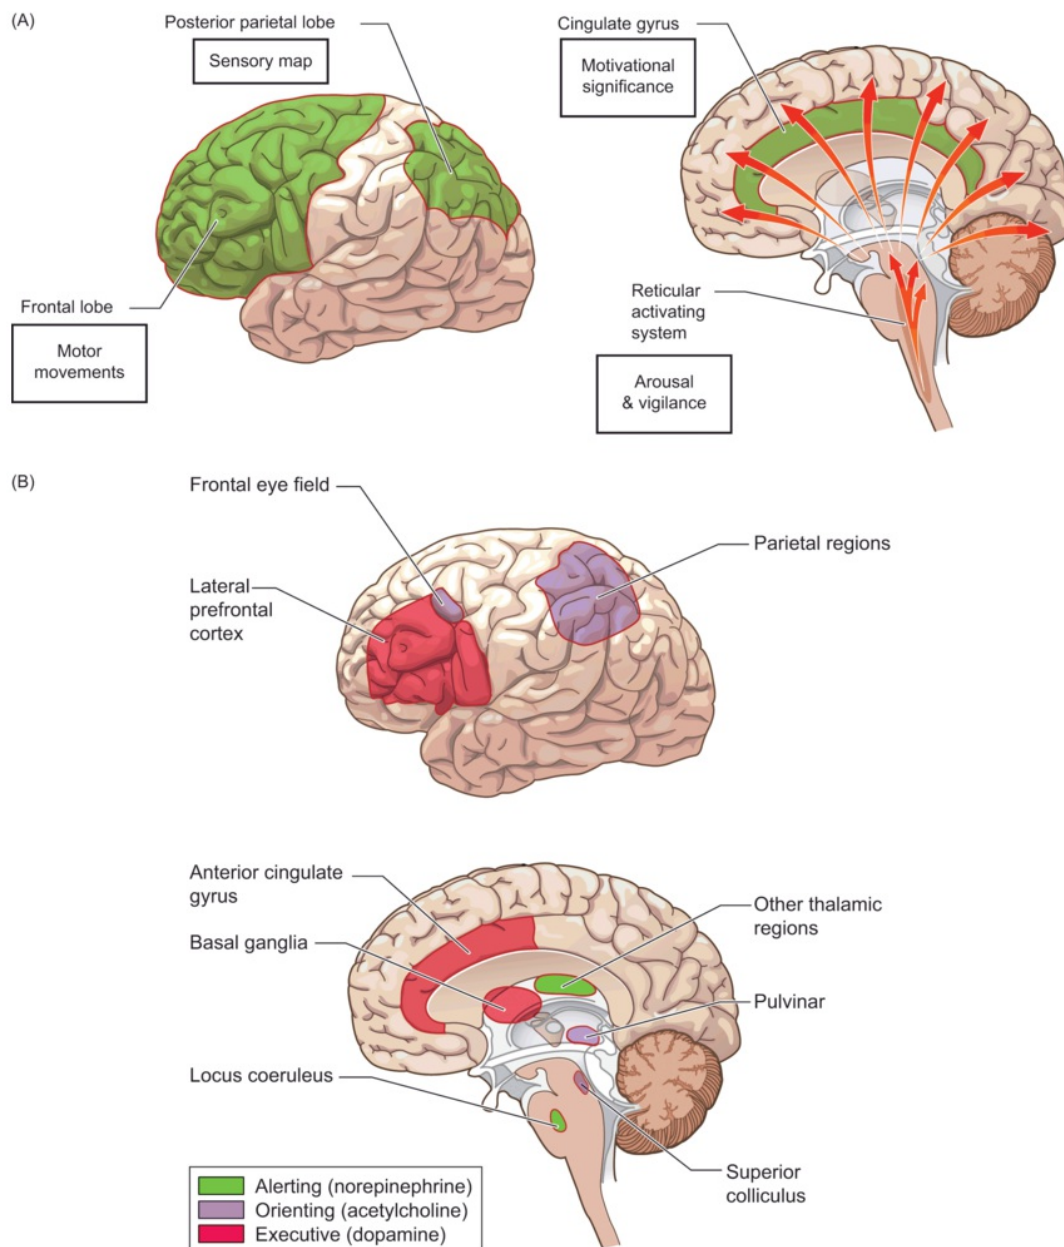 (A)
Posterior parietal lobe
Sensory map
Cingulate gyrus
Motivational
significance
Frontal lobe
Motor
movements
Reticular
activating
system
Arousal
& vigilance
(B)
Frontal eye field
Parietal regions
Lateral
prefrontal
cortex
Anterior cingulate
gyrus
Basal ganglia
Other thalamic
regions
Pulvinar
Locus coeruleus
Superior
colliculus
Alerting (norepinephrine)
Orienting (acetylcholine)
Executive (dopamine)